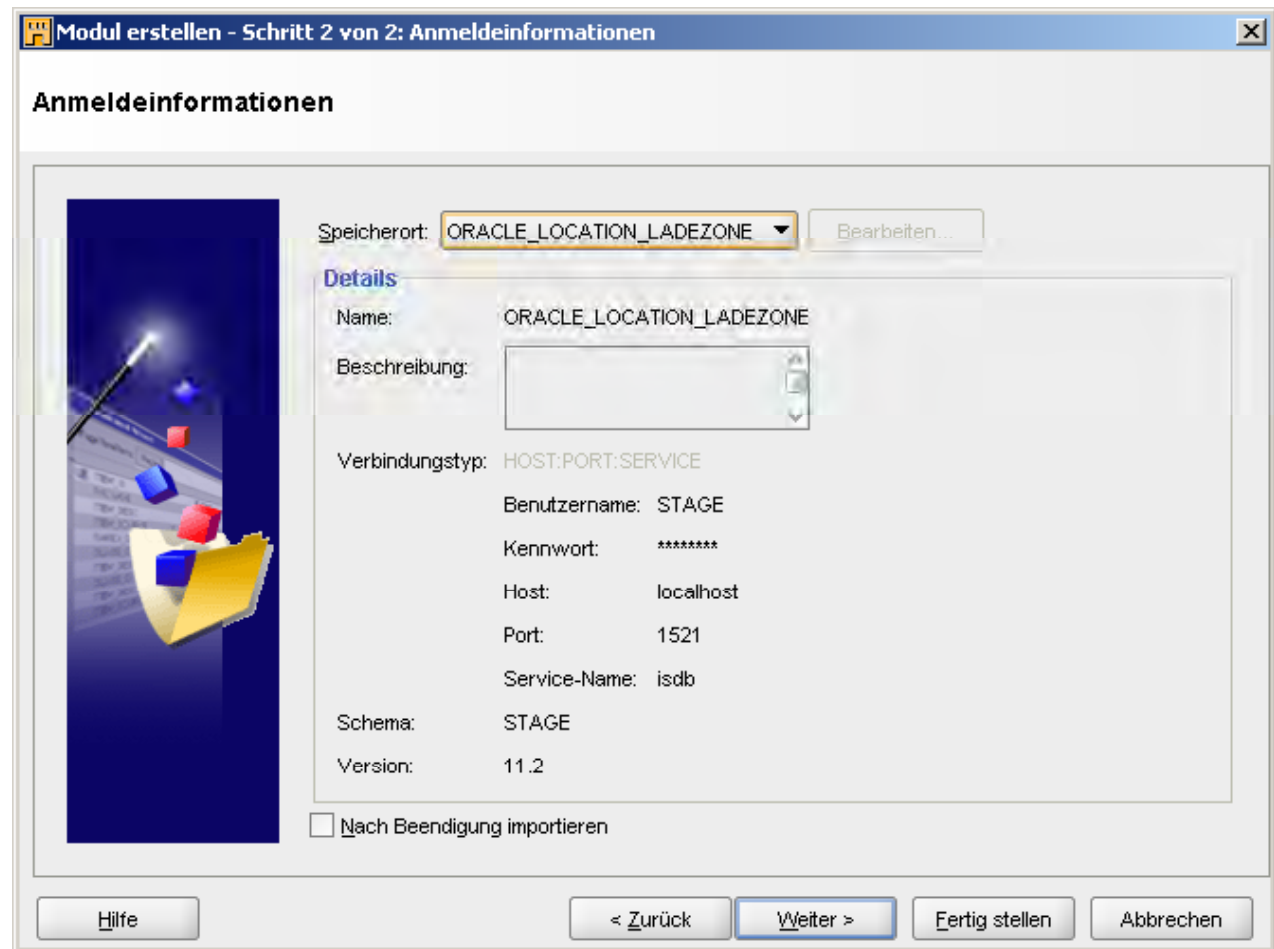 Modul erstellen - Schritt 2 von 2: Anmeldeinformationen
Anmeldeinformationen
Speicherort: ORACLE_LOCATION_LADEZONE Bearbeiten...
Details
Name: ORACLE_LOCATION_LADEZONE
Beschreibung:
Verbindungstyp: HOST:PORT:SERVICE
Benutzername: STAGE
Kennwort: ********
Host: localhost
Port: 1521
Service-Name: isdb
Schema: STAGE
Version: 11.2
Nach Beendigung importieren
Hilfe < Zurück Weiter > Fertig stellen Abbrechen